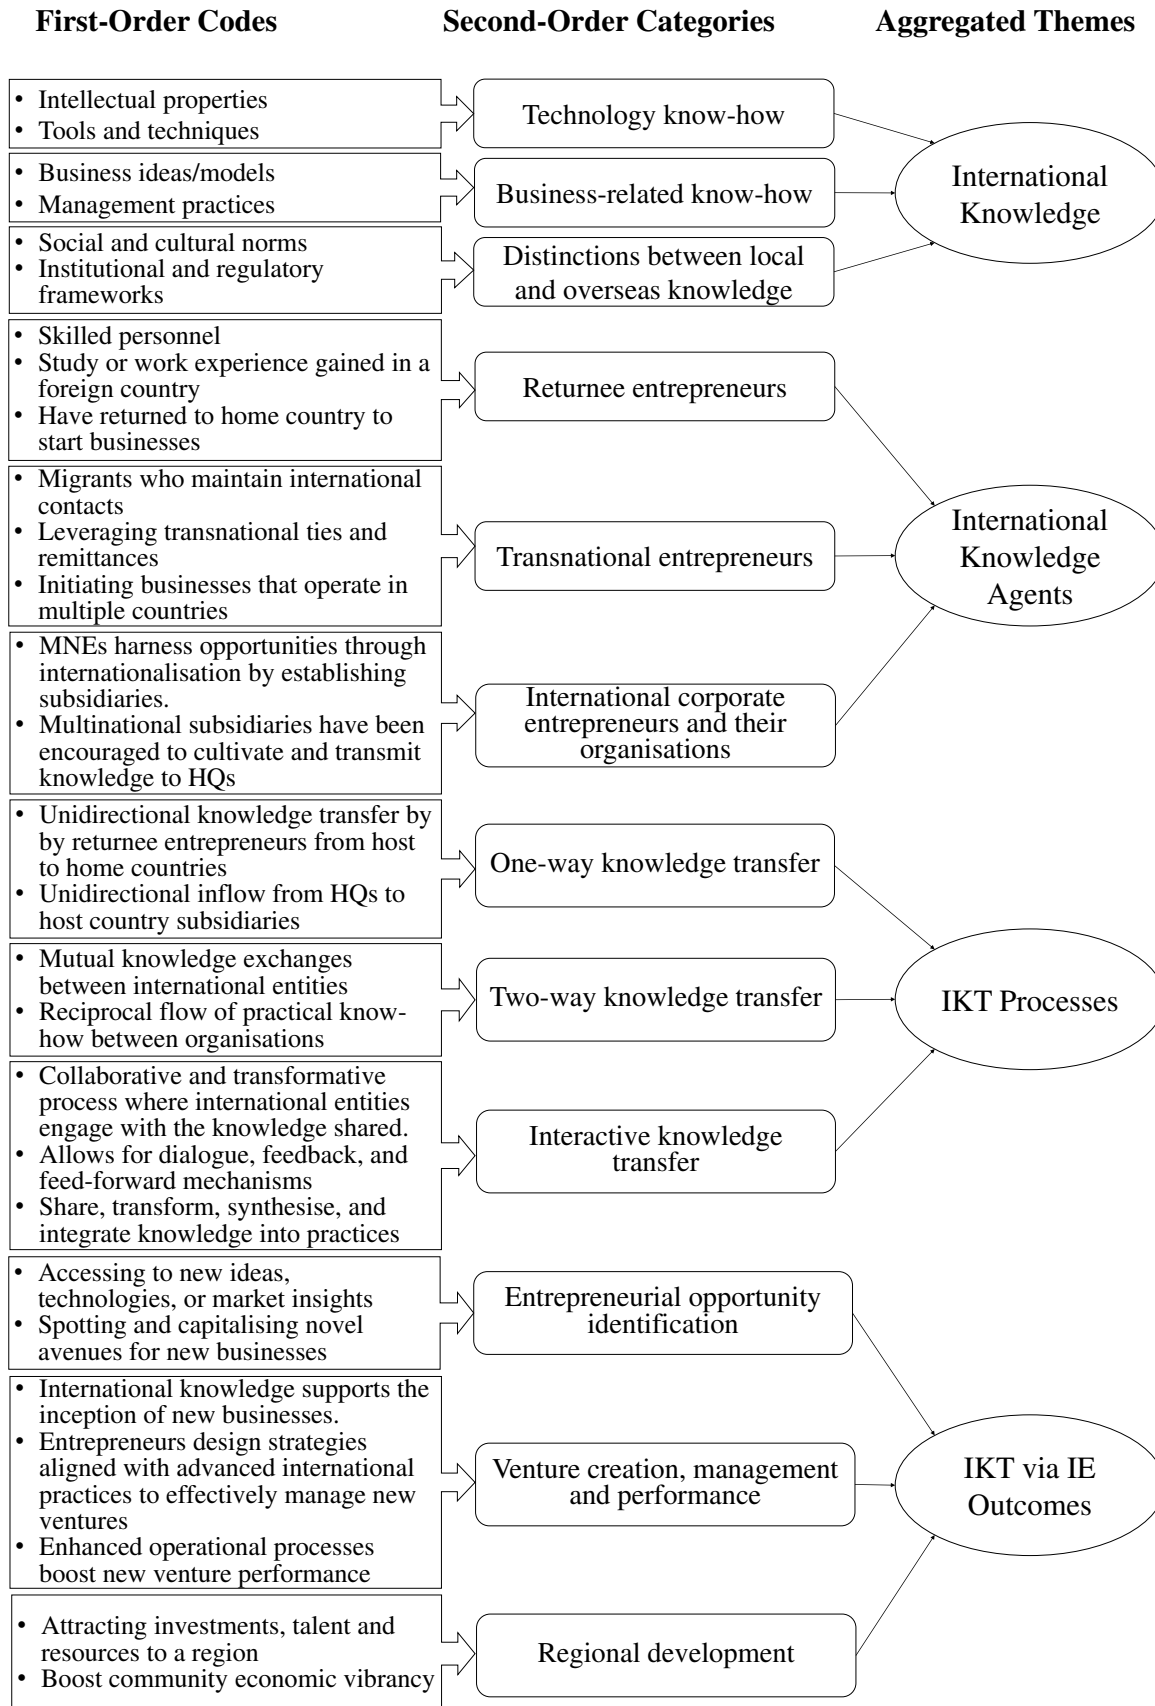 First-Order Codes
Second-Order Categories
Aggregated Themes
• Intellectual properties
• Tools and techniques
Technology know-how
• Business ideas/models
• Management practices
Business-related know-how
• Social and cultural norms
• Institutional and regulatory
frameworks
Distinctions between local
and overseas knowledge
International
Knowledge
• Skilled personnel
• Study or work experience gained in a
foreign country
• Have returned to home country to
start businesses
Returnee entrepreneurs
• Migrants who maintain international
contacts
• Leveraging transnational ties and
remittances
• Initiating businesses that operate in
multiple countries
Transnational entrepreneurs
• MNEs harness opportunities through
internationalisation by establishing
subsidiaries.
• Multinational subsidiaries have been
encouraged to cultivate and transmit
knowledge to HQs
International corporate
entrepreneurs and their
organisations
International
Knowledge
Agents
• Unidirectional knowledge transfer by
by returnee entrepreneurs from host
to home countries
• Unidirectional inflow from HQs to
host country subsidiaries
One-way knowledge transfer
• Mutual knowledge exchanges
between international entities
• Reciprocal flow of practical know-
how between organisations
Two-way knowledge transfer
• Collaborative and transformative
process where international entities
engage with the knowledge shared.
• Allows for dialogue, feedback, and
feed-forward mechanisms
• Share, transform, synthesise, and
integrate knowledge into practices
Interactive knowledge
transfer
IKT Processes
• Accessing to new ideas,
technologies, or market insights
• Spotting and capitalising novel
avenues for new businesses
Entrepreneurial opportunity
identification
• International knowledge supports the
inception of new businesses.
• Entrepreneurs design strategies
aligned with advanced international
practices to effectively manage new
ventures
• Enhanced operational processes
boost new venture performance
Venture creation, management
and performance
• Attracting investments, talent and
resources to a region
• Boost community economic vibrancy
Regional development
IKT via IE
Outcomes